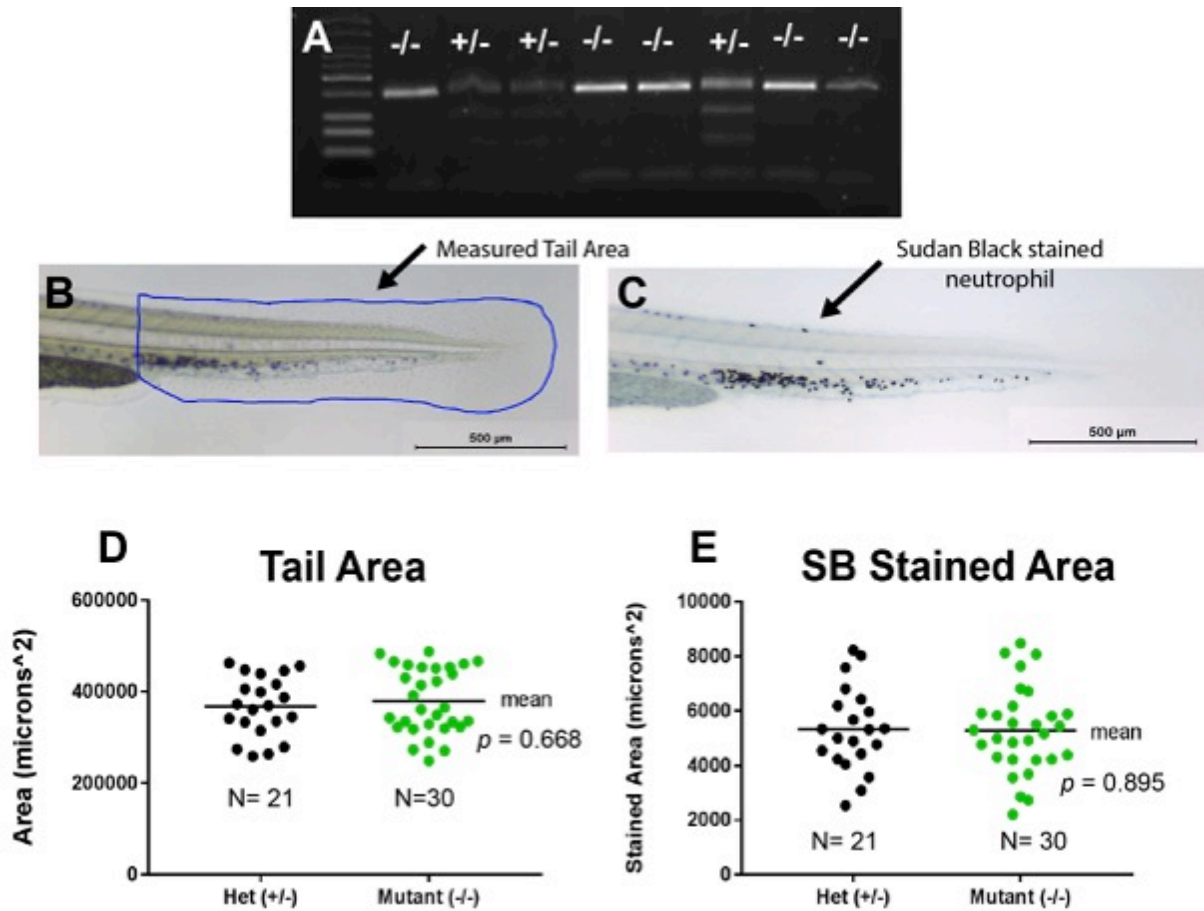 A
-/- +/- +/- -/- -/- +/- -/- -/-
Measured Tail Area
Sudan Black stained
neutrophil
B
500 µm
C
500 µm
D
Tail Area
Area (microns^2)
600000
400000
200000
0
mean
p = 0.668
N= 21
N=30
Het (+/-)
Mutant (-/-)
E
SB Stained Area
Stained Area (microns^2)
10000
8000
6000
4000
2000
0
mean
p = 0.895
N= 21
N= 30
Het (+/-)
Mutant (-/-)